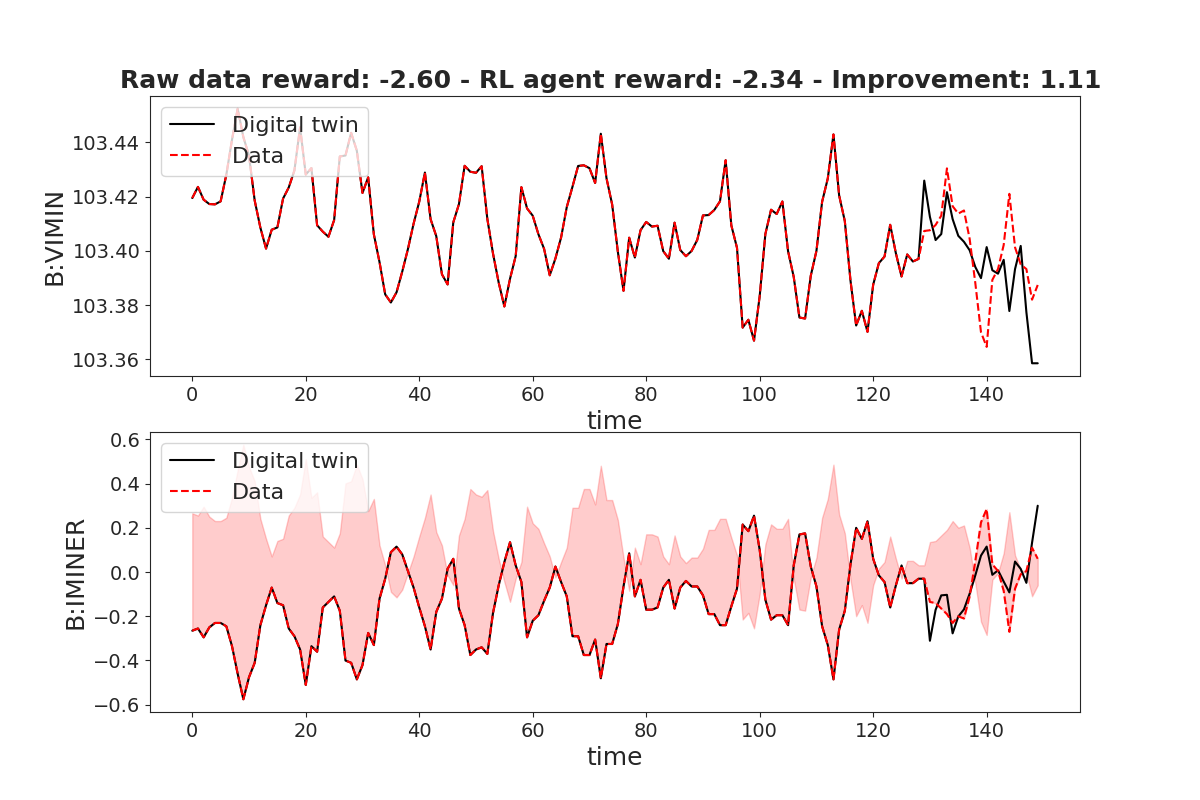 Raw data reward: -2.60 - RL agent reward: -2.34 - Improvement: 1.11
Digital twin
Data
103.44
103.42
103.40
103.38
103.36
B:VIMIN
0 20 40 60 80 100 120 140
time
Digital twin
Data
0.6
0.4
0.2
0.0
−0.2
−0.4
−0.6
B:IMINER
0 20 40 60 80 100 120 140
time